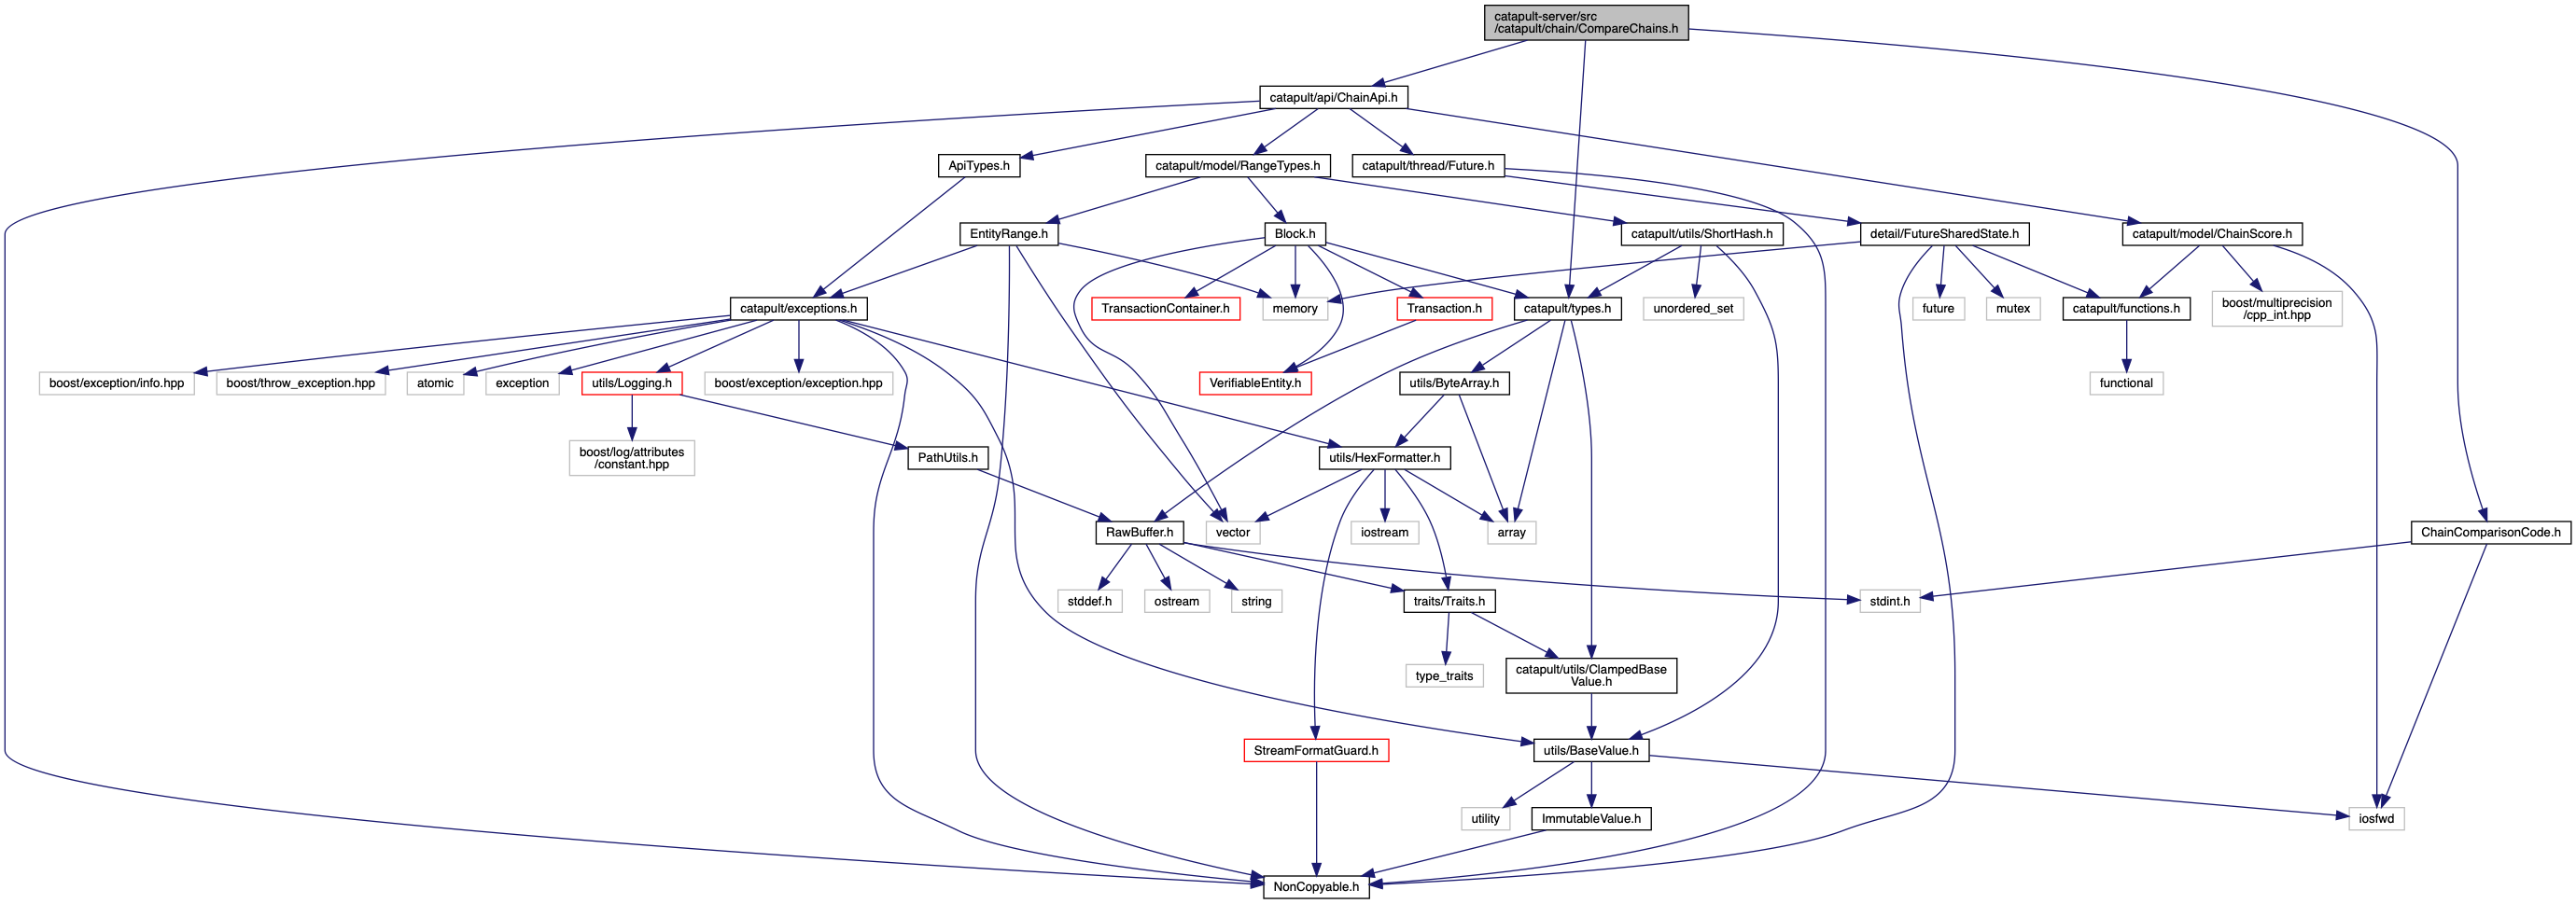 catapult-server/src
/catapult/chain/CompareChains.h
catapult/api/ChainApi.h
ApiTypes.h
catapult/model/RangeTypes.h
catapult/thread/Future.h
EntityRange.h
Block.h
catapult/utils/ShortHash.h
detail/FutureSharedState.h
catapult/model/ChainScore.h
catapult/exceptions.h
TransactionContainer.h
memory
Transaction.h
catapult/types.h
unordered_set
future
mutex
catapult/functions.h
boost/multiprecision
/cpp_int.hpp
boost/exception/info.hpp
boost/throw_exception.hpp
atomic
exception
utils/Logging.h
boost/exception/exception.hpp
VerifiableEntity.h
utils/ByteArray.h
functional
boost/log/attributes
/constant.hpp
PathUtils.h
utils/HexFormatter.h
RawBuffer.h
vector
iostream
array
ChainComparisonCode.h
stddef.h
ostream
string
traits/Traits.h
stdint.h
type_traits
catapult/utils/ClampedBase
Value.h
StreamFormatGuard.h
utils/BaseValue.h
utility
ImmutableValue.h
iosfwd
NonCopyable.h